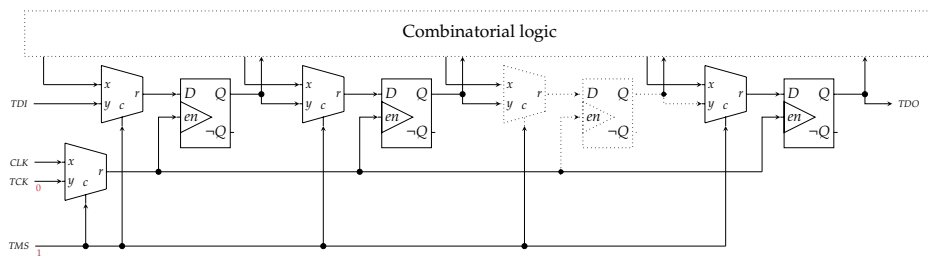 Combinatorial logic
x
y c r
D Q
en
¬Q
x
y c r
D Q
en
¬Q
x
y c r
D Q
en
¬Q
x
y c r
D Q
en
¬Q
TDI
TDO
CLK
TCK
0
x
y c r
TMS
1